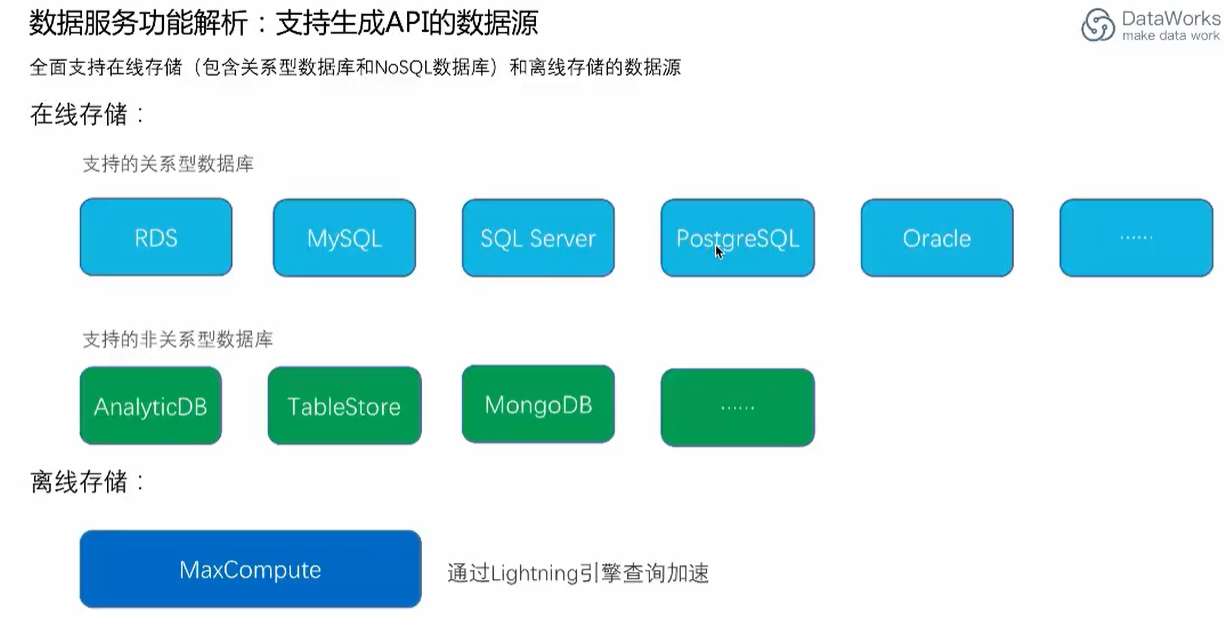 数据服务功能解析：支持生成API的数据源
DataWorks
make data work
全面支持在线存储（包含关系型数据库和NoSQL数据库）和离线存储的数据源
在线存储：
支持的关系型数据库
RDS
MySQL
SQL Server
PostgreSQL
Oracle
……
支持的非关系型数据库
AnalyticDB
TableStore
MongoDB
……
离线存储：
MaxCompute
通过Lightning引擎查询加速